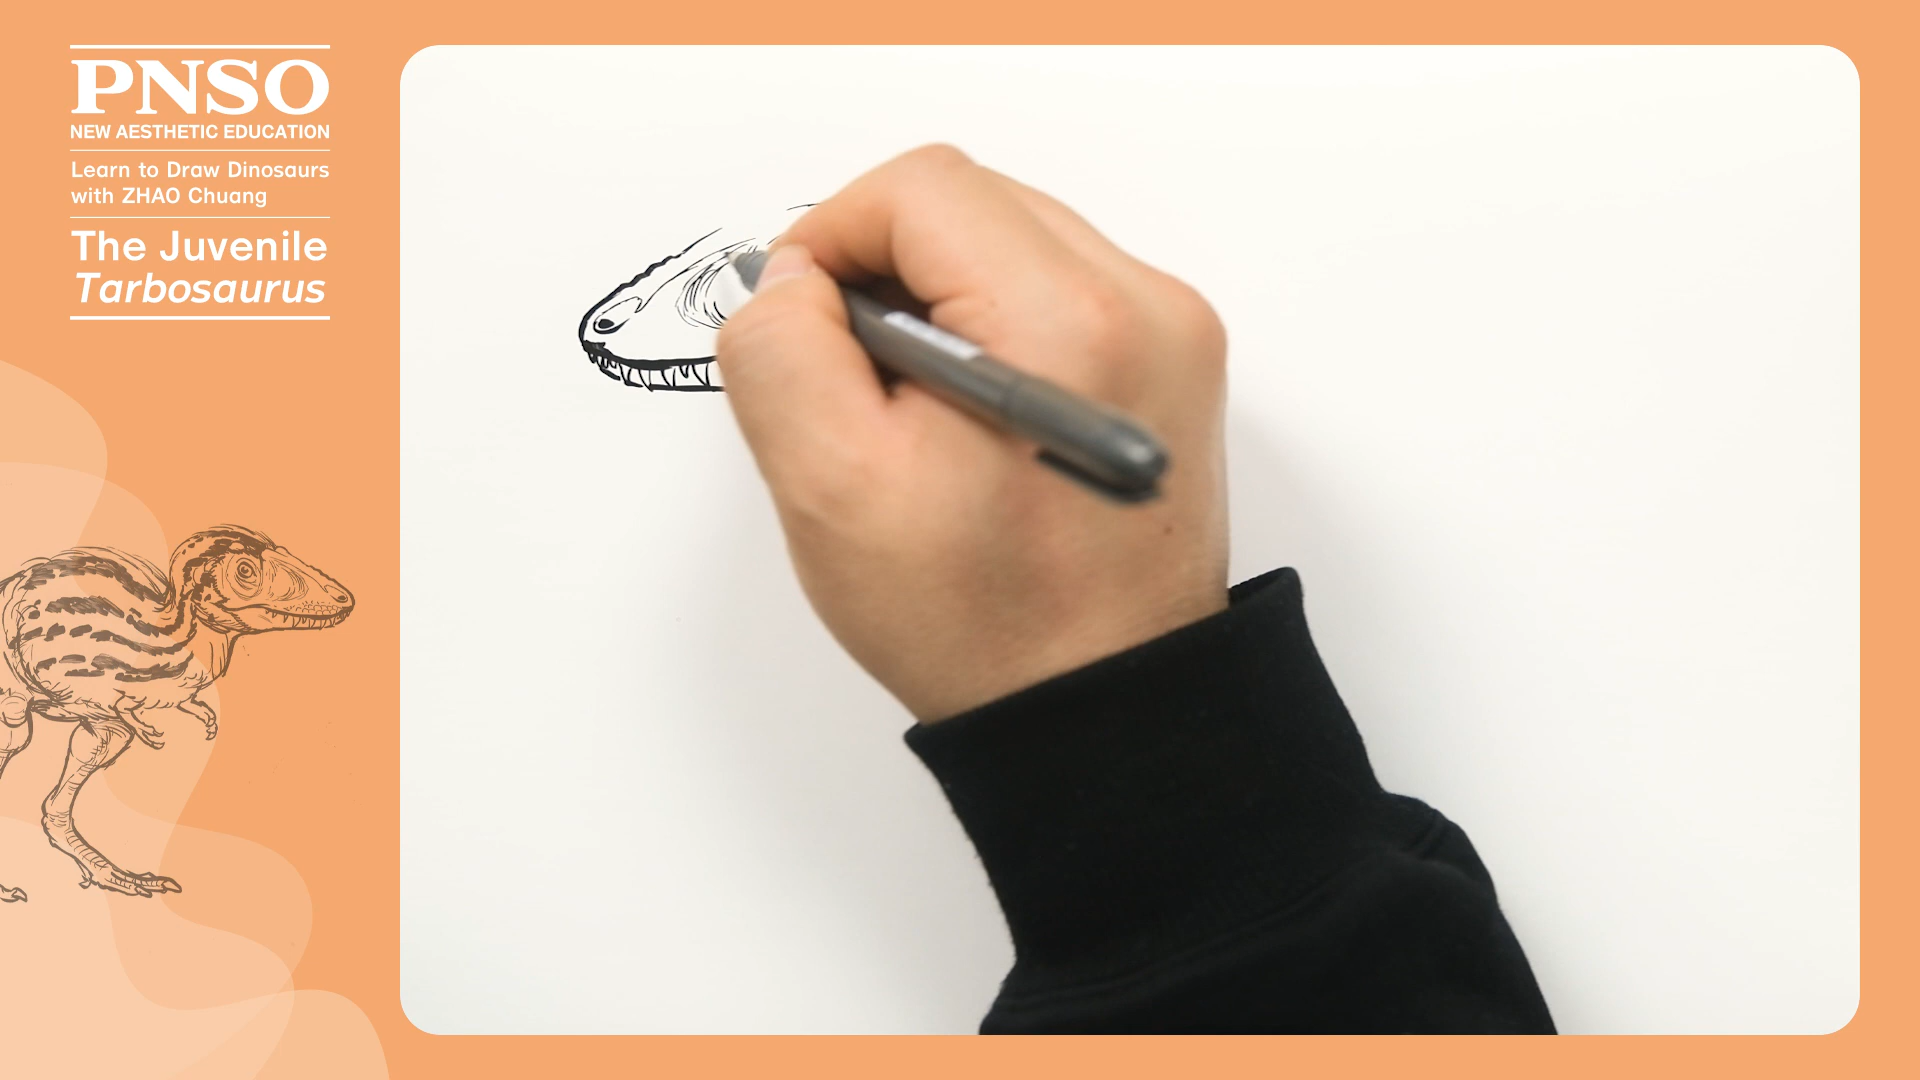 PNSO
NEW AESTHETIC EDUCATION
Learn to Draw Dinosaurs
with ZHAO Chuang
The Juvenile
Tarbosaurus